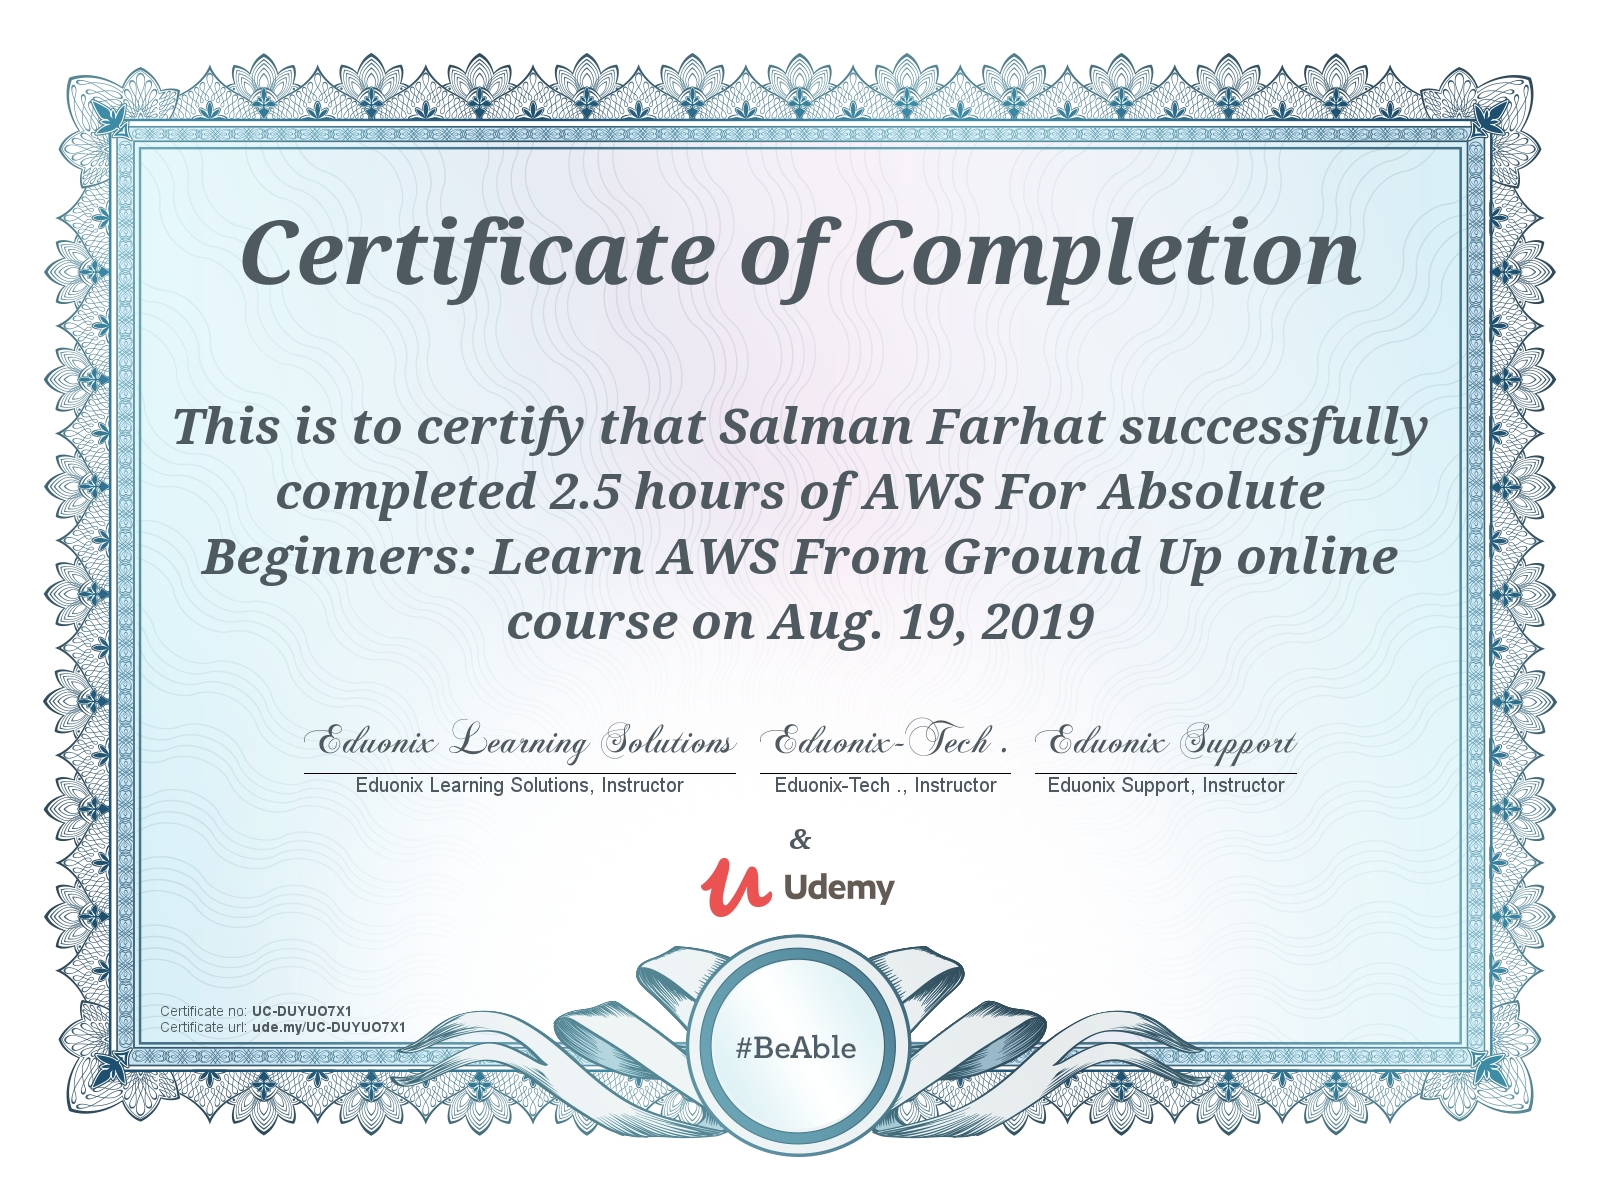 Certificate of Completion
This is to certify that Salman Farhat successfully
completed 2.5 hours of AWS For Absolute
Beginners: Learn AWS From Ground Up online
course on Aug. 19, 2019
Eduonix Learning Solutions Eduonix-Tech . Eduonix Support
Eduonix Learning Solutions, Instructor Eduonix-Tech ., Instructor Eduonix Support, Instructor
&
Udemy
Certificate no: UC-DUYUO7X1
Certificate url: ude.my/UC-DUYUO7X1
#BeAble